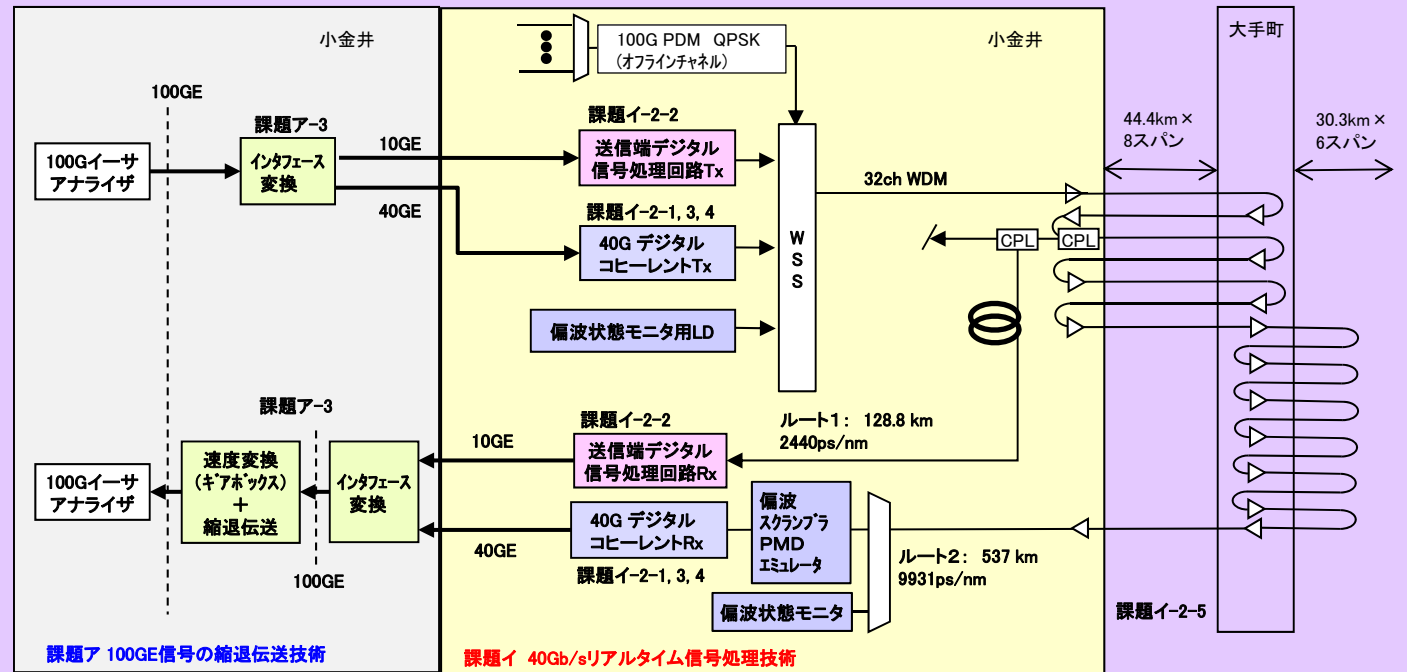 小金井
100GE
100Gイーサ
アナライザ
課題ア-3
インタフェース
変換
10GE
40GE
課題ア-3
速度変換
(ギアボックス)
+
縮退伝送
インタフェース
変換
100Gイーサ
アナライザ
100GE
10GE
40GE
課題ア 100GE信号の縮退伝送技術
小金井
100G PDM QPSK
(オフラインチャネル)
課題イ-2-2
送信端デジタル
信号処理回路Tx
課題イ-2-1, 3, 4
40G デジタル
コヒーレントTx
偏波状態モニタ用LD
W
S
S
32ch WDM
CPL
CPL
ルート1: 128.8 km
2440ps/nm
課題イ-2-2
送信端デジタル
信号処理回路Rx
40G デジタル
コヒーレントRx
課題イ-2-1, 3, 4
偏波
スクランブラ
PMD
エミュレータ
偏波状態モニタ
ルート2: 537 km
9931ps/nm
課題イ 40Gb/sリアルタイム信号処理技術
大手町
44.4km×
8スパン
30.3km×
6スパン
課題イ-2-5